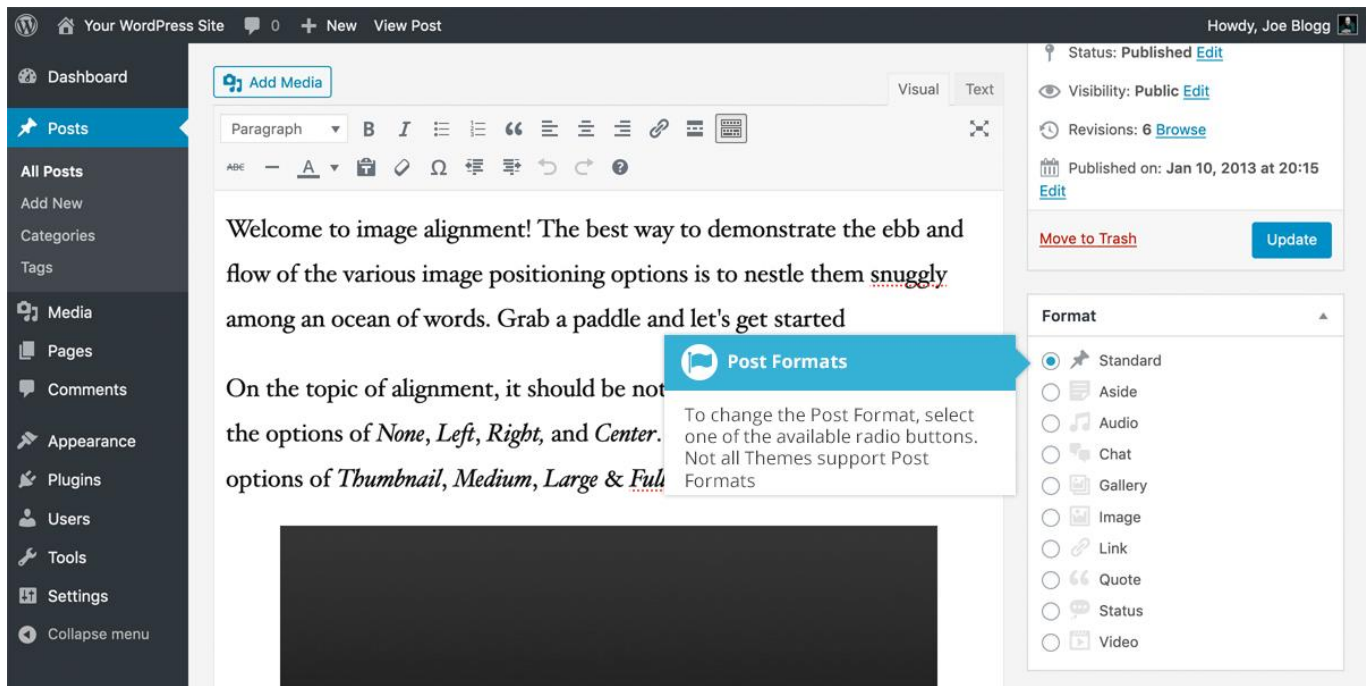 Your WordPress Site 0 + New View Post Howdy, Joe Blogg
Dashboard
Posts
All Posts
Add New
Categories
Tags
Media
Pages
Comments
Appearance
Plugins
Users
Tools
Settings
Collapse menu
Add Media
Visual Text
Paragraph B I
ABE A Ω
Welcome to image alignment! The best way to demonstrate the ebb and
flow of the various image positioning options is to nestle them snuggly
among an ocean of words. Grab a paddle and let's get started
On the topic of alignment, it should be not
the options of None, Left, Right, and Center.
options of Thumbnail, Medium, Large & Full
Post Formats
To change the Post Format, select
one of the available radio buttons.
Not all Themes support Post
Formats
Status: Published Edit
Visibility: Public Edit
Revisions: 6 Browse
Published on: Jan 10, 2013 at 20:15
Edit
Move to Trash Update
Format
Standard
Aside
Audio
Chat
Gallery
Image
Link
Quote
Status
Video